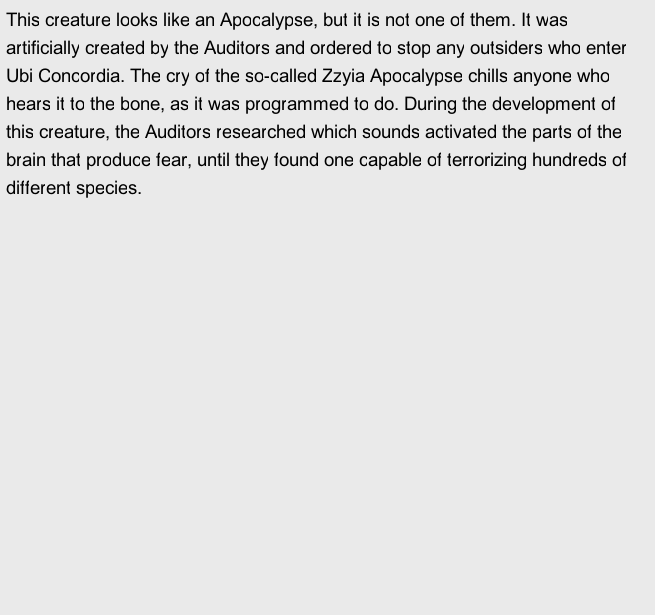 This creature looks like an Apocalypse, but it is not one of them. It was
artificially created by the Auditors and ordered to stop any outsiders who enter
Ubi Concordia. The cry of the so-called Zzyia Apocalypse chills anyone who
hears it to the bone, as it was programmed to do. During the development of
this creature, the Auditors researched which sounds activated the parts of the
brain that produce fear, until they found one capable of terrorizing hundreds of
different species.